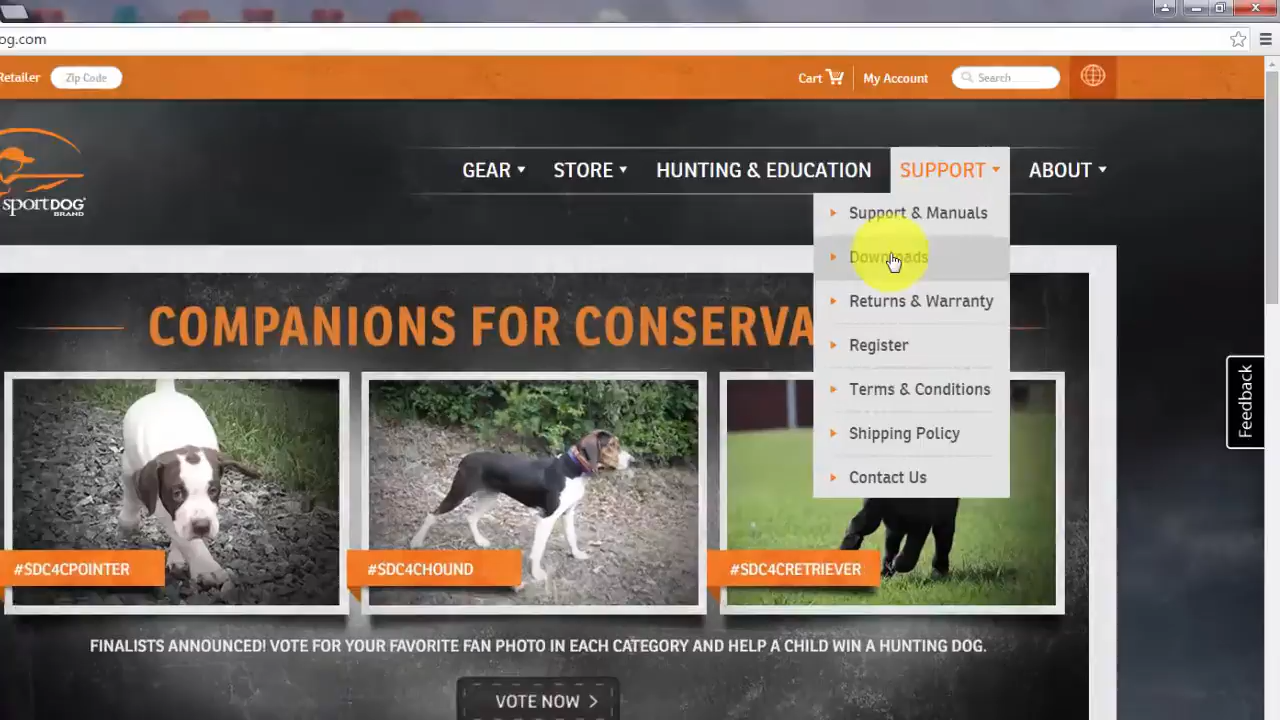 og.com
Retailer Zip Code Cart My Account Search
GEAR STORE HUNTING & EDUCATION SUPPORT ABOUT
sportDOG
BRAND
Support & Manuals
Downloads
Returns & Warranty
Register
Terms & Conditions
Shipping Policy
Contact Us
COMPANIONS FOR CONSERVA
Feedback
#SDC4CPOINTER
#SDC4CHOUND
#SDC4CRETRIEVER
FINALISTS ANNOUNCED! VOTE FOR YOUR FAVORITE FAN PHOTO IN EACH CATEGORY AND HELP A CHILD WIN A HUNTING DOG.
VOTE NOW >